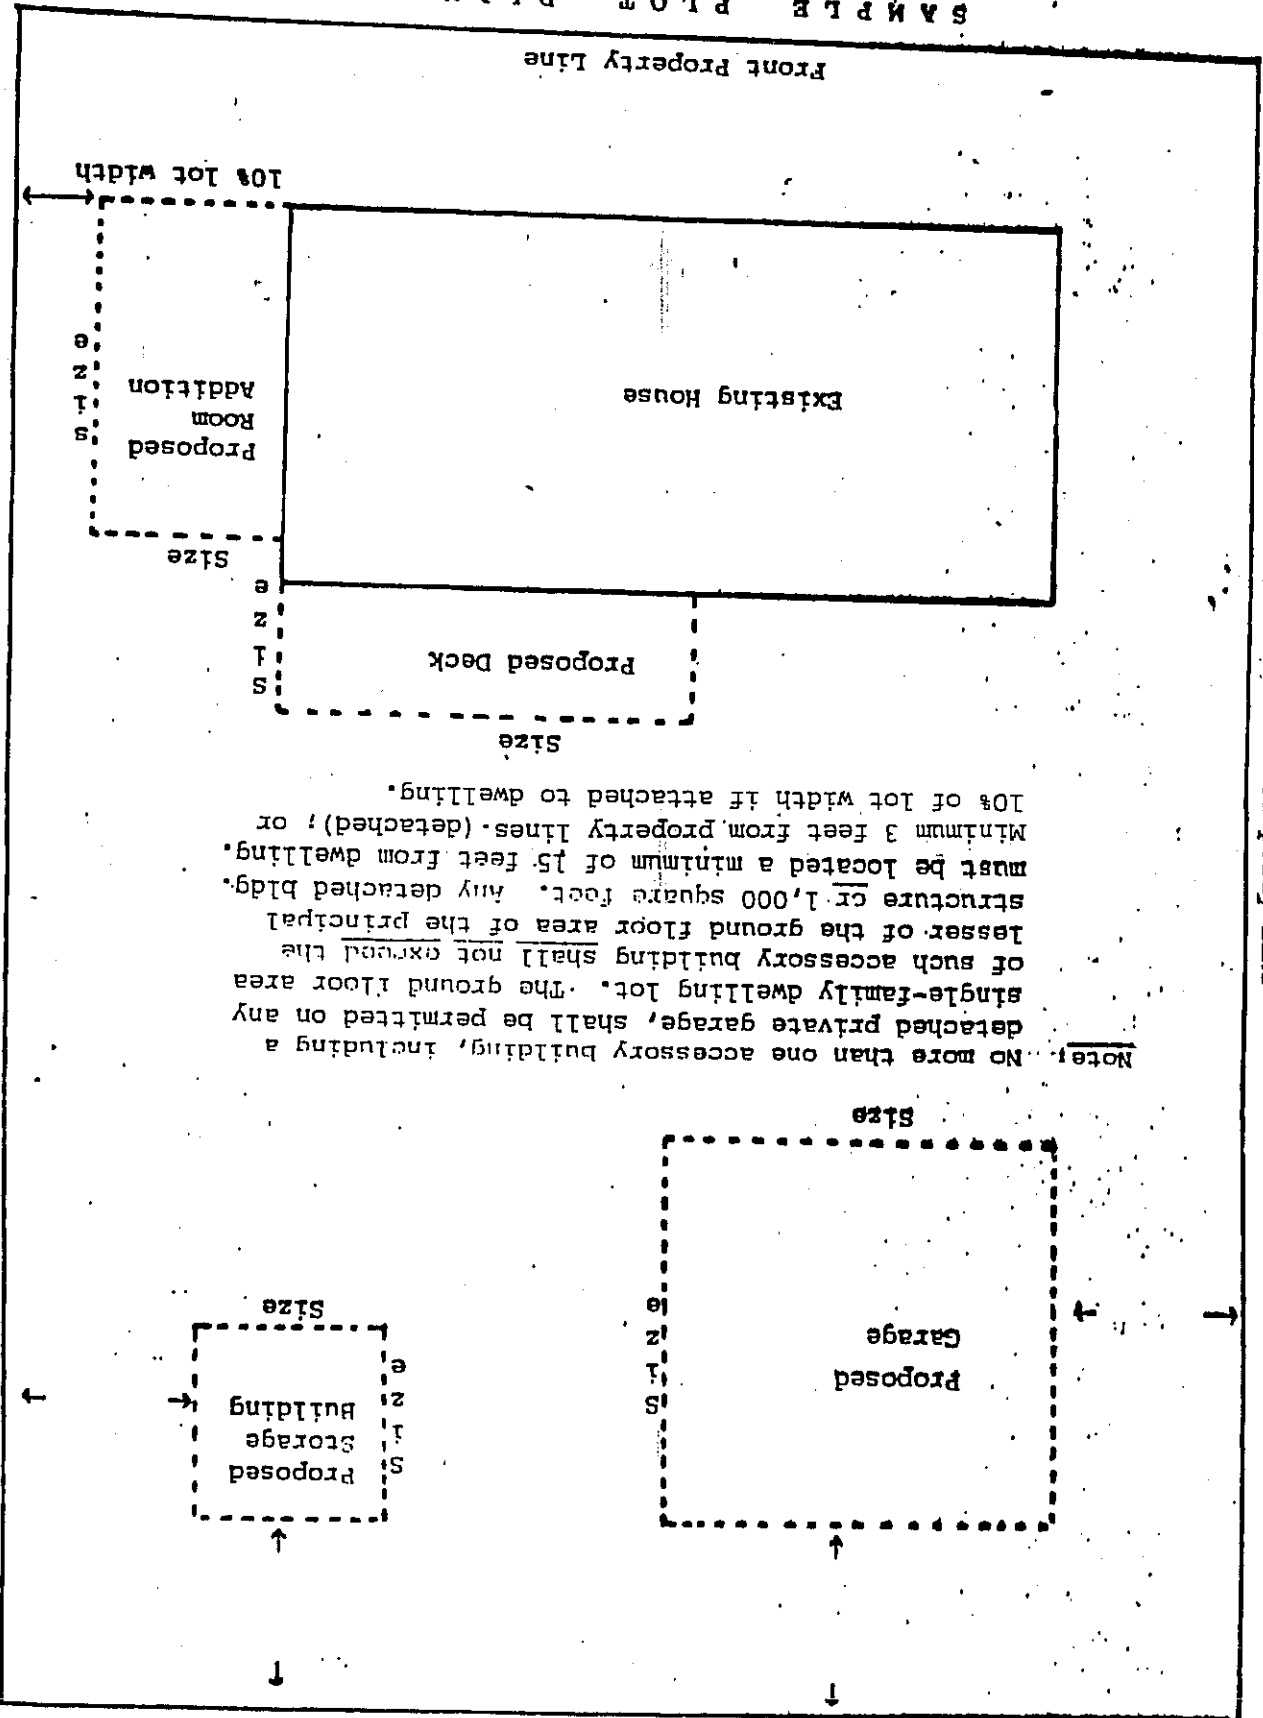 Proposed
Garage
Size
Size
Proposed
Storage
Building
Size
Size
Note: No more than one accessory building, including a
detached private garage, shall be permitted on any
single-family dwelling lot. The ground floor area
of such accessory building shall not exceed the
lesser of the ground floor area of the principal
structure or 1,000 square feet. Any detached bldg.
must be located a minimum of 15 feet from dwelling.
Minimum 3 feet from property lines (detached); or
10% of width of lot if attached to dwelling.
Size
Proposed Deck
Size
Size
Proposed
Room
Addition
size
Existing House
10% lot width
Front Property Line
SAMPLE PLOT PLAN